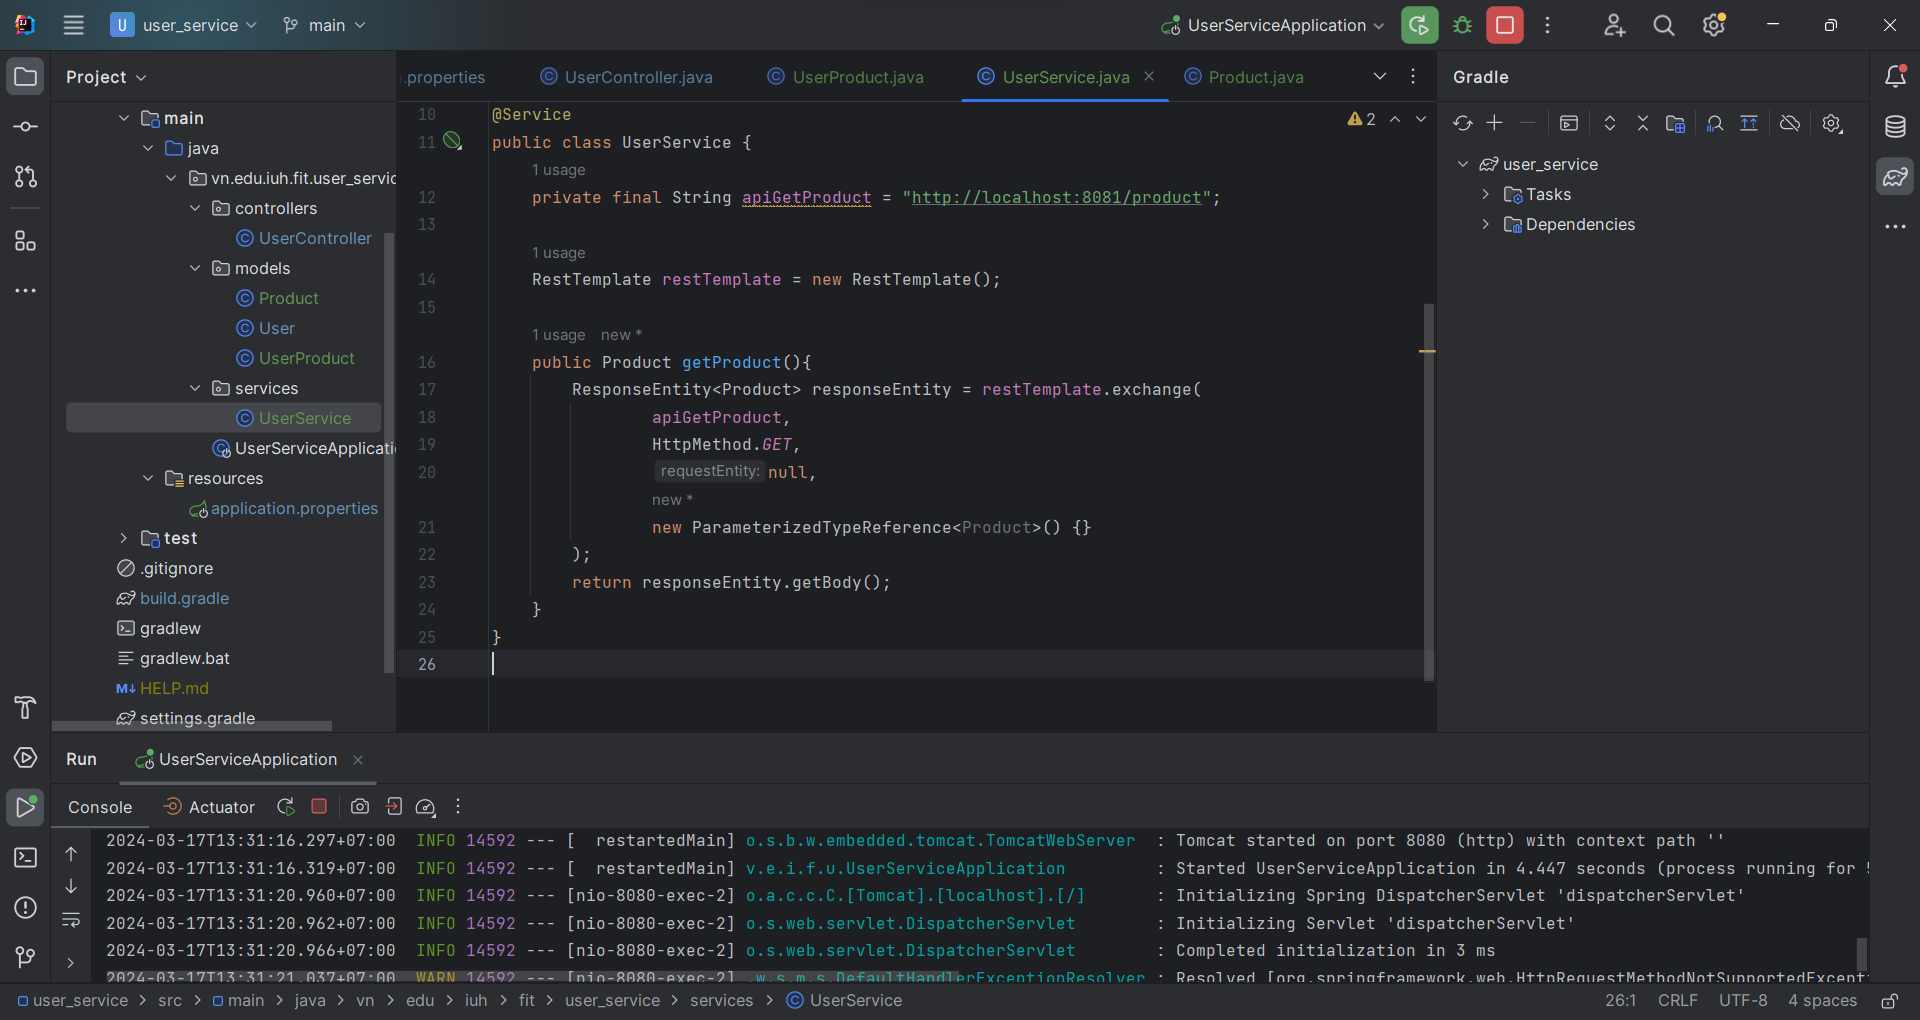 U user_service main UserServiceApplication
Project
.properties UserController.java UserProduct.java UserService.java Product.java
Gradle
main
java
vn.edu.iuh.fit.user_servic
controllers
UserController
models
Product
User
UserProduct
services
UserService
UserServiceApplicati
resources
application.properties
test
.gitignore
build.gradle
gradlew
gradlew.bat
M↓ HELP.md
settings.gradle
10 @Service
2
11 public class UserService {
1 usage
12 private final String apiGetProduct = "http://localhost:8081/product";
13
1 usage
14 RestTemplate restTemplate = new RestTemplate();
15
1 usage new *
16 public Product getProduct(){
17 ResponseEntity<Product> responseEntity = restTemplate.exchange(
18 apiGetProduct,
19 HttpMethod.GET,
20 requestEntity: null,
new *
21 new ParameterizedTypeReference<Product>() {}
22 );
23 return responseEntity.getBody();
24 }
25 }
26
user_service
Tasks
Dependencies
Run UserServiceApplication
Console Actuator
2024-03-17T13:31:16.297+07:00 INFO 14592 --- [ restartedMain] o.s.b.w.embedded.tomcat.TomcatWebServer : Tomcat started on port 8080 (http) with context path ''
2024-03-17T13:31:16.319+07:00 INFO 14592 --- [ restartedMain] v.e.i.f.u.UserServiceApplication : Started UserServiceApplication in 4.447 seconds (process running for
2024-03-17T13:31:20.960+07:00 INFO 14592 --- [nio-8080-exec-2] o.a.c.c.C.[Tomcat].[localhost].[/] : Initializing Spring DispatcherServlet 'dispatcherServlet'
2024-03-17T13:31:20.962+07:00 INFO 14592 --- [nio-8080-exec-2] o.s.web.servlet.DispatcherServlet : Initializing Servlet 'dispatcherServlet'
2024-03-17T13:31:20.966+07:00 INFO 14592 --- [nio-8080-exec-2] o.s.web.servlet.DispatcherServlet : Completed initialization in 3 ms
2024-03-17T13:31:21.037+07:00 WARN 14592 --- [nio-8080-exec-2] .w.s.m.s.DefaultHandlerExceptionResolver : Resolved [org.springframework.web.HttpRequestMethodNotSupportedExcept
user_service > src > main > java > vn > edu > iuh > fit > user_service > services > UserService
26:1 CRLF UTF-8 4 spaces